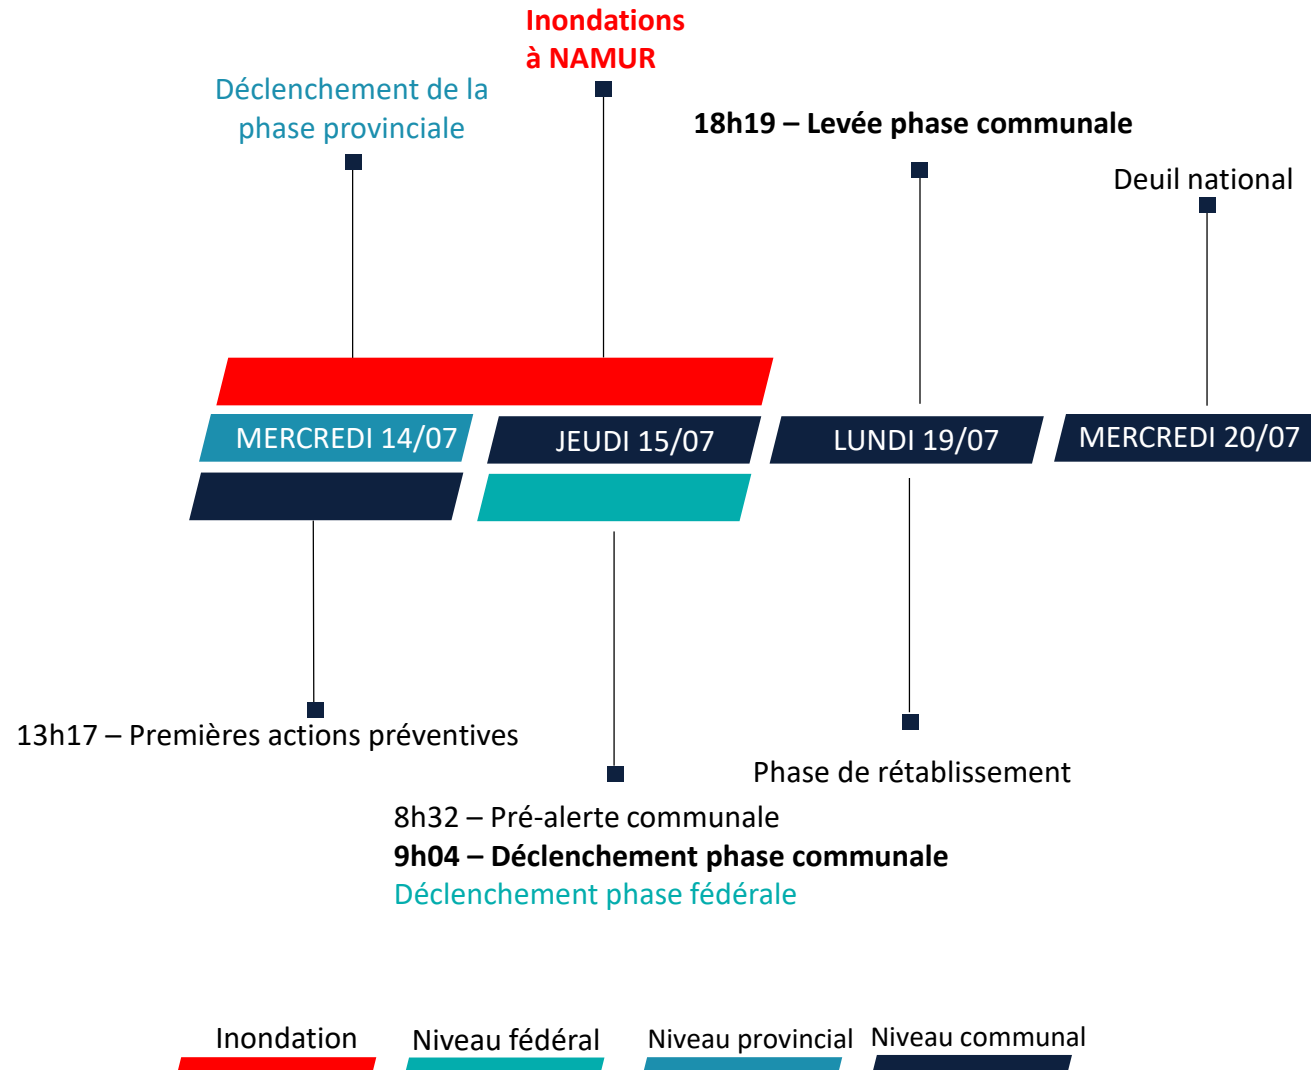 Inondations
à NAMUR
Déclenchement de la
phase provinciale
18h19 – Levée phase communale
Deuil national
MERCREDI 14/07
JEUDI 15/07
LUNDI 19/07
MERCREDI 20/07
13h17 – Premières actions préventives
Phase de rétablissement
8h32 – Pré-alerte communale
9h04 – Déclenchement phase communale
Déclenchement phase fédérale
Inondation
Niveau fédéral
Niveau provincial
Niveau communal